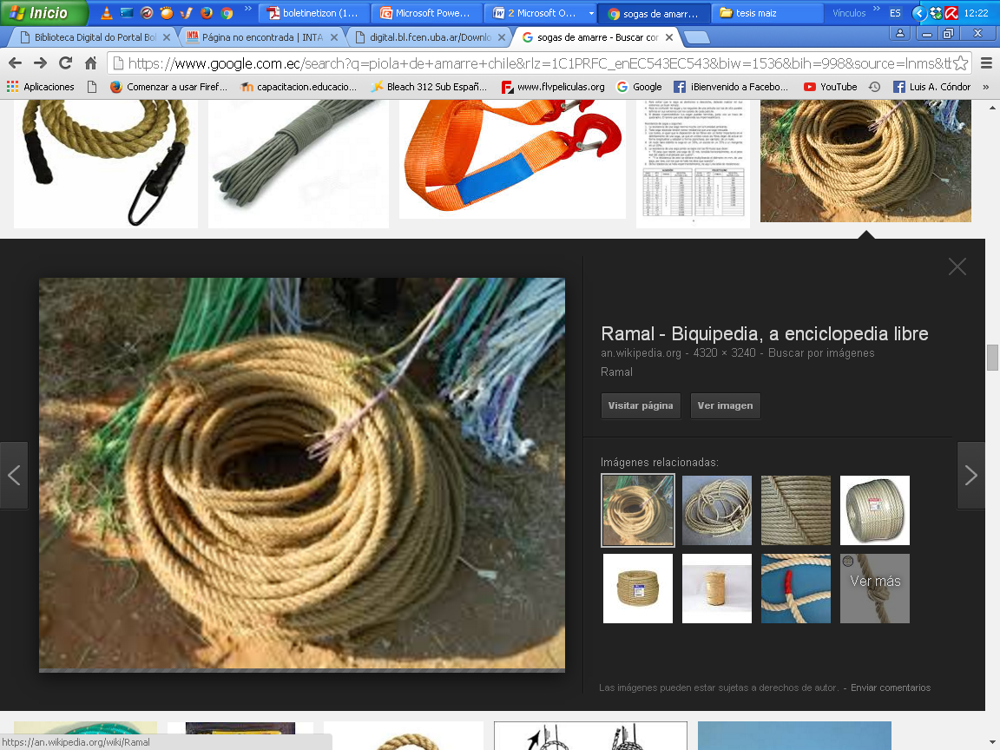 Inicio
boletinetizon (1...
Microsoft Powe...
2 Microsoft O...
sogas de amarr...
tesis maiz
Vínculos
ES
12:22
Biblioteca Digital do Portal Bol
Página no encontrada | INTA
digital.bl.fcen.uba.ar/Downlo
sogas de amarre - Buscar con
https://www.google.com.ec/search?q=piola+de+amarre+chile&rlz=1C1PRFC_enEC543EC543&biw=1536&bih=998&source=lnms&tb
Aplicaciones
Comenzar a usar Firef...
capacitacion.educacio...
Bleach 312 Sub Españ...
www.flvpeliculas.org
Google
¡Bienvenido a Facebo...
YouTube
Luis A. Cóndor
Ramal - Biquipedia, a enciclopedia libre
an.wikipedia.org - 4320 × 3240 - Buscar por imágenes
Ramal
Visitar página
Ver imagen
Imágenes relacionadas:
Ver más
Las imágenes pueden estar sujetas a derechos de autor. - Enviar comentarios
https://an.wikipedia.org/wiki/Ramal